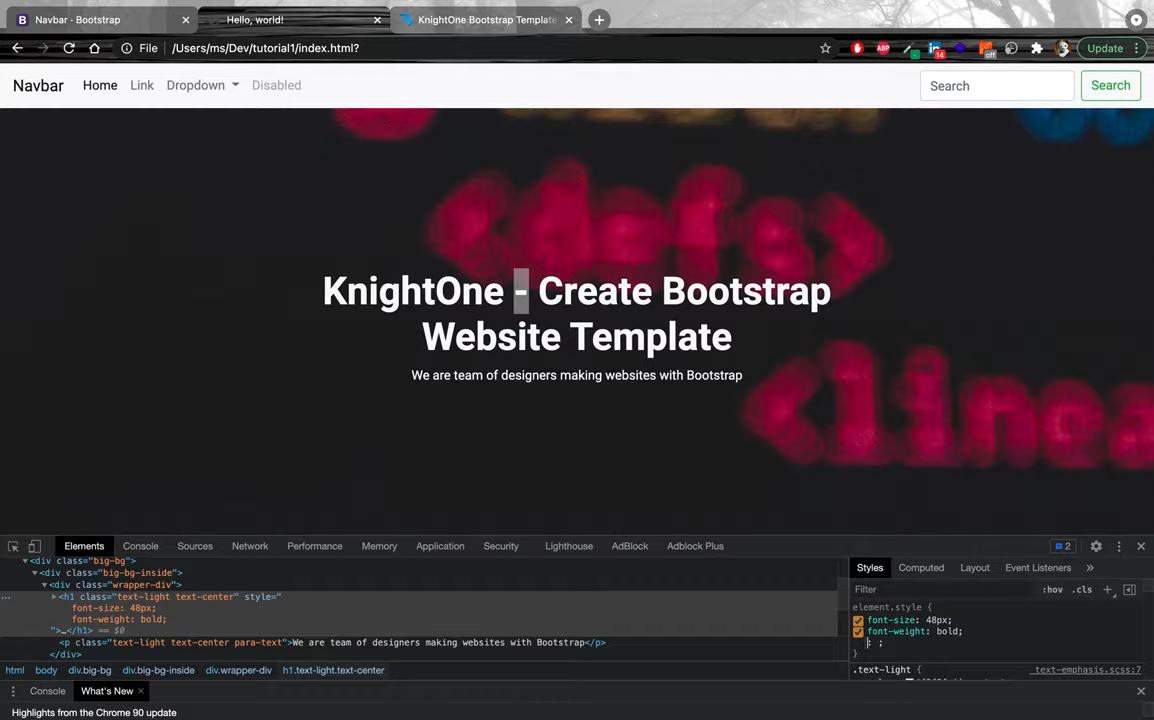 Navbar · Bootstrap
Hello, world!
KnightOne Bootstrap Template
File /Users/ms/Dev/tutorial1/index.html?
ABP
14
off
Update
Navbar Home Link Dropdown Disabled
Search Search
KnightOne - Create Bootstrap
Website Template
We are team of designers making websites with Bootstrap
Elements Console Sources Network Performance Memory Application Security Lighthouse AdBlock Adblock Plus 2
<div class="big-bg">
<div class="big-bg-inside">
<div class="wrapper-div">
<h1 class="text-light text-center" style="
font-size: 48px;
font-weight: bold;
">…</h1> == $0
<p class="text-light text-center para-text">We are team of designers making websites with Bootstrap</p>
</div>
html body div.big-bg div.big-bg-inside div.wrapper-div h1.text-light.text-center
Styles Computed Layout Event Listeners »
Filter :hov .cls +
element.style {
font-size: 48px;
font-weight: bold;
: ;
}
.text-light { _text-emphasis.scss:7
Console What's New
Highlights from the Chrome 90 update